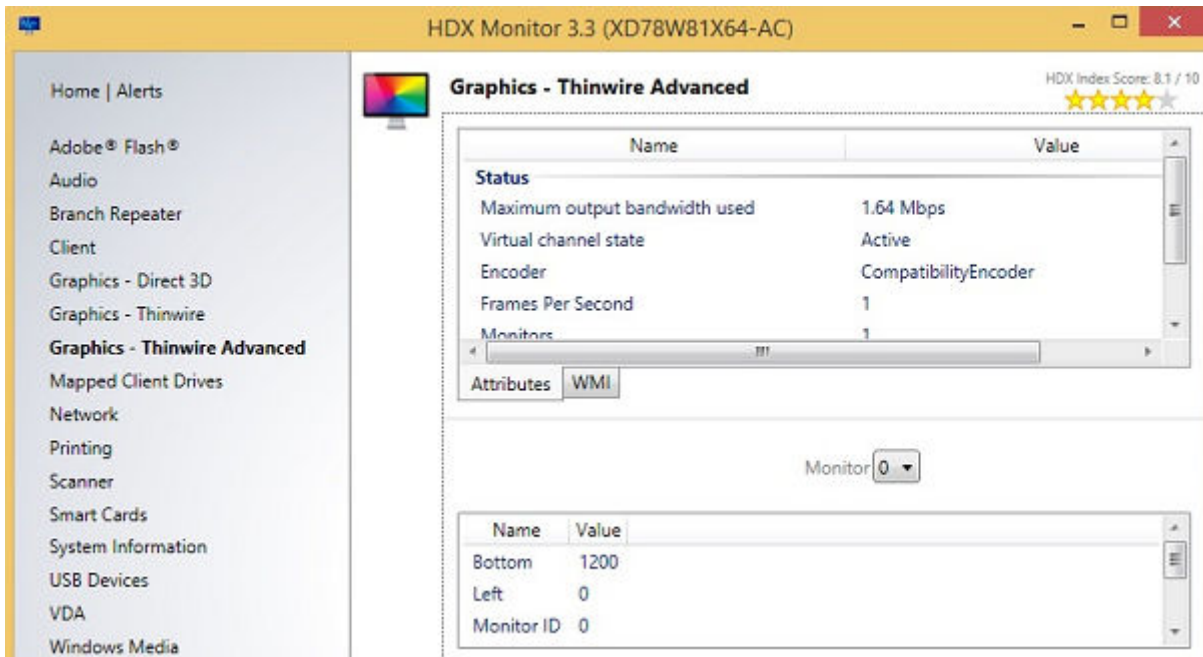 HDX Monitor 3.3 (XD78W81X64-AC)
Home | Alerts
Adobe® Flash®
Audio
Branch Repeater
Client
Graphics - Direct 3D
Graphics - Thinwire
Graphics - Thinwire Advanced
Mapped Client Drives
Network
Printing
Scanner
Smart Cards
System Information
USB Devices
VDA
Windows Media
Graphics - Thinwire Advanced
HDX Index Score: 8.1 / 10
Name Value
Status
Maximum output bandwidth used 1.64 Mbps
Virtual channel state Active
Encoder CompatibilityEncoder
Frames Per Second 1
Monitors 1
Attributes WMI
Monitor 0
Name Value
Bottom 1200
Left 0
Monitor ID 0